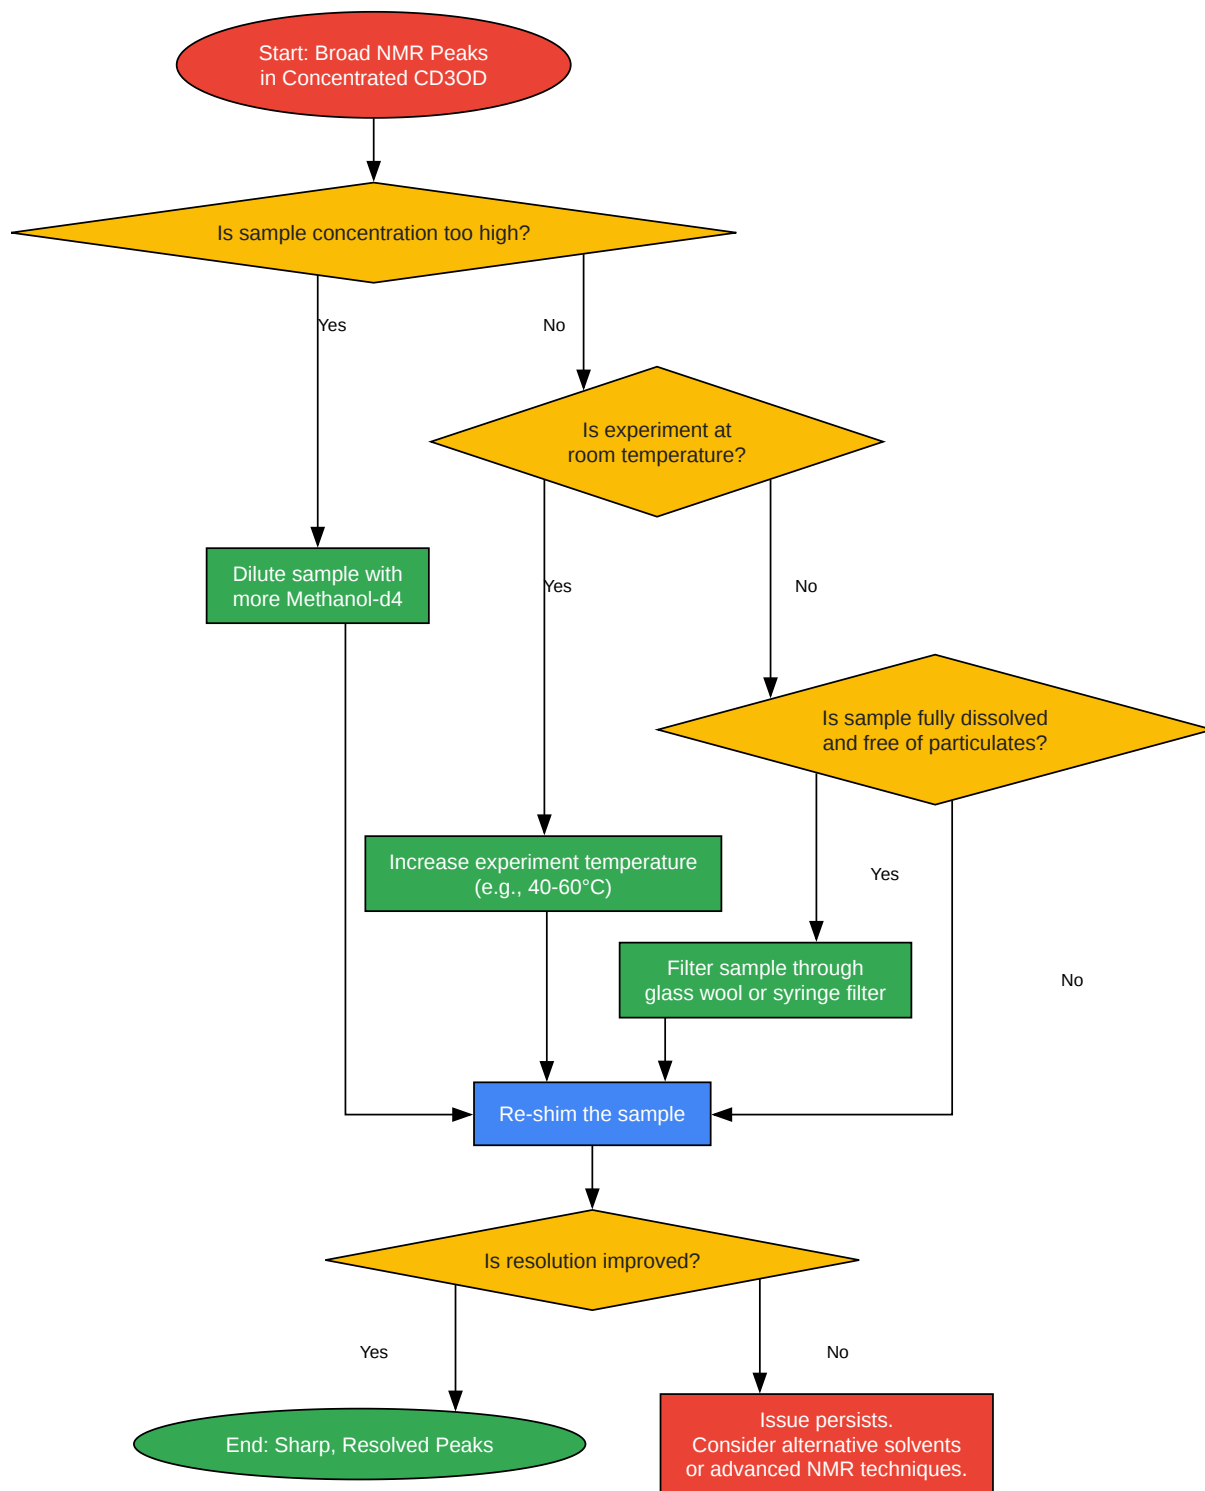 Start: Broad NMR Peaks
in Concentrated CD3OD
Is sample concentration too high?
Yes
No
Is experiment at
room temperature?
Dilute sample with
more Methanol-d4
Yes
No
Is sample fully dissolved
and free of particulates?
Increase experiment temperature
(e.g., 40-60°C)
Yes
Filter sample through
glass wool or syringe filter
No
Re-shim the sample
Is resolution improved?
Yes
No
End: Sharp, Resolved Peaks
Issue persists.
Consider alternative solvents
or advanced NMR techniques.